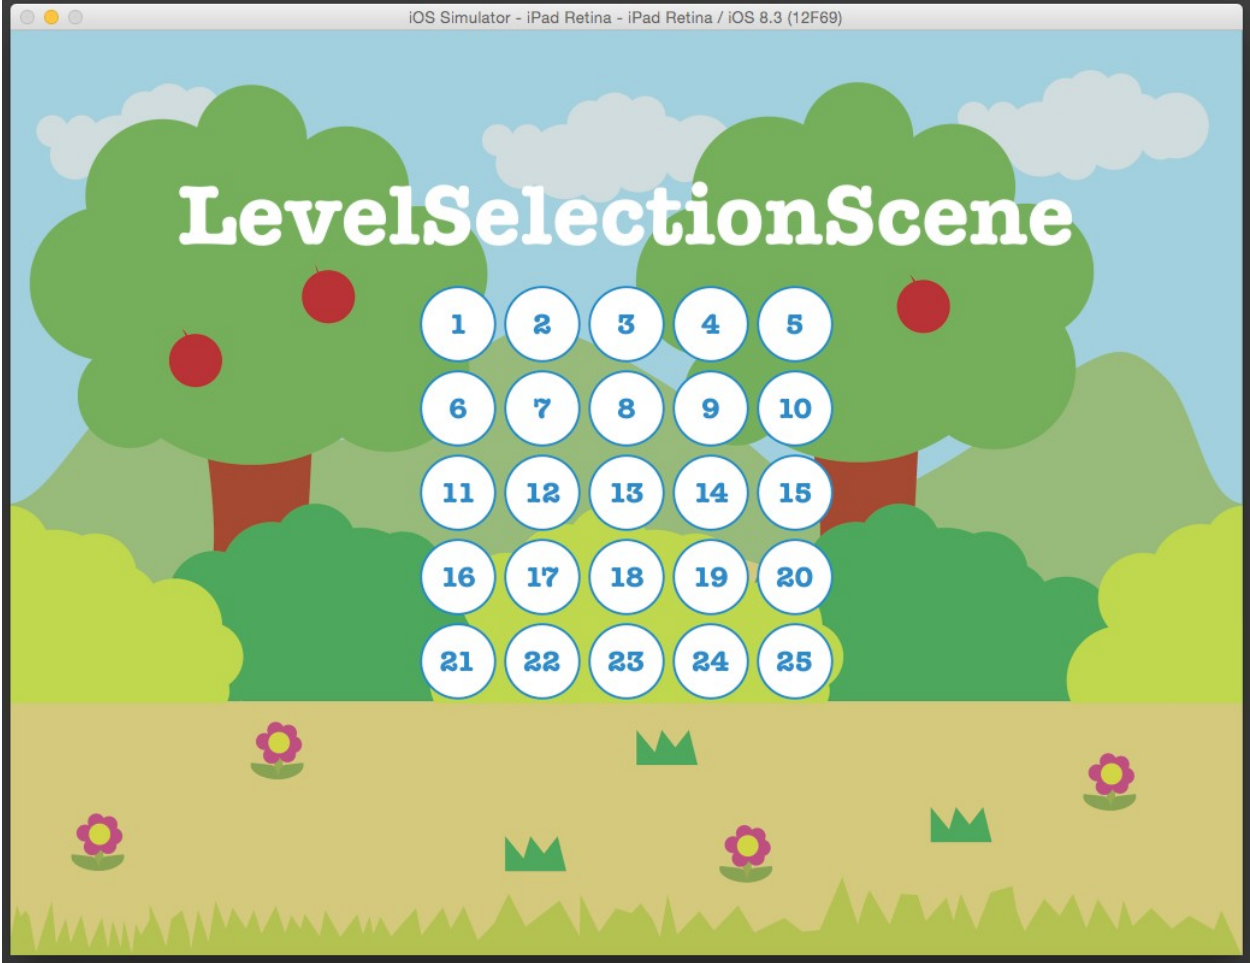 iOS Simulator - iPad Retina - iPad Retina / iOS 8.3 (12F69)
LevelSelectionScene
1 2 3 4 5
6 7 8 9 10
11 12 13 14 15
16 17 18 19 20
21 22 23 24 25